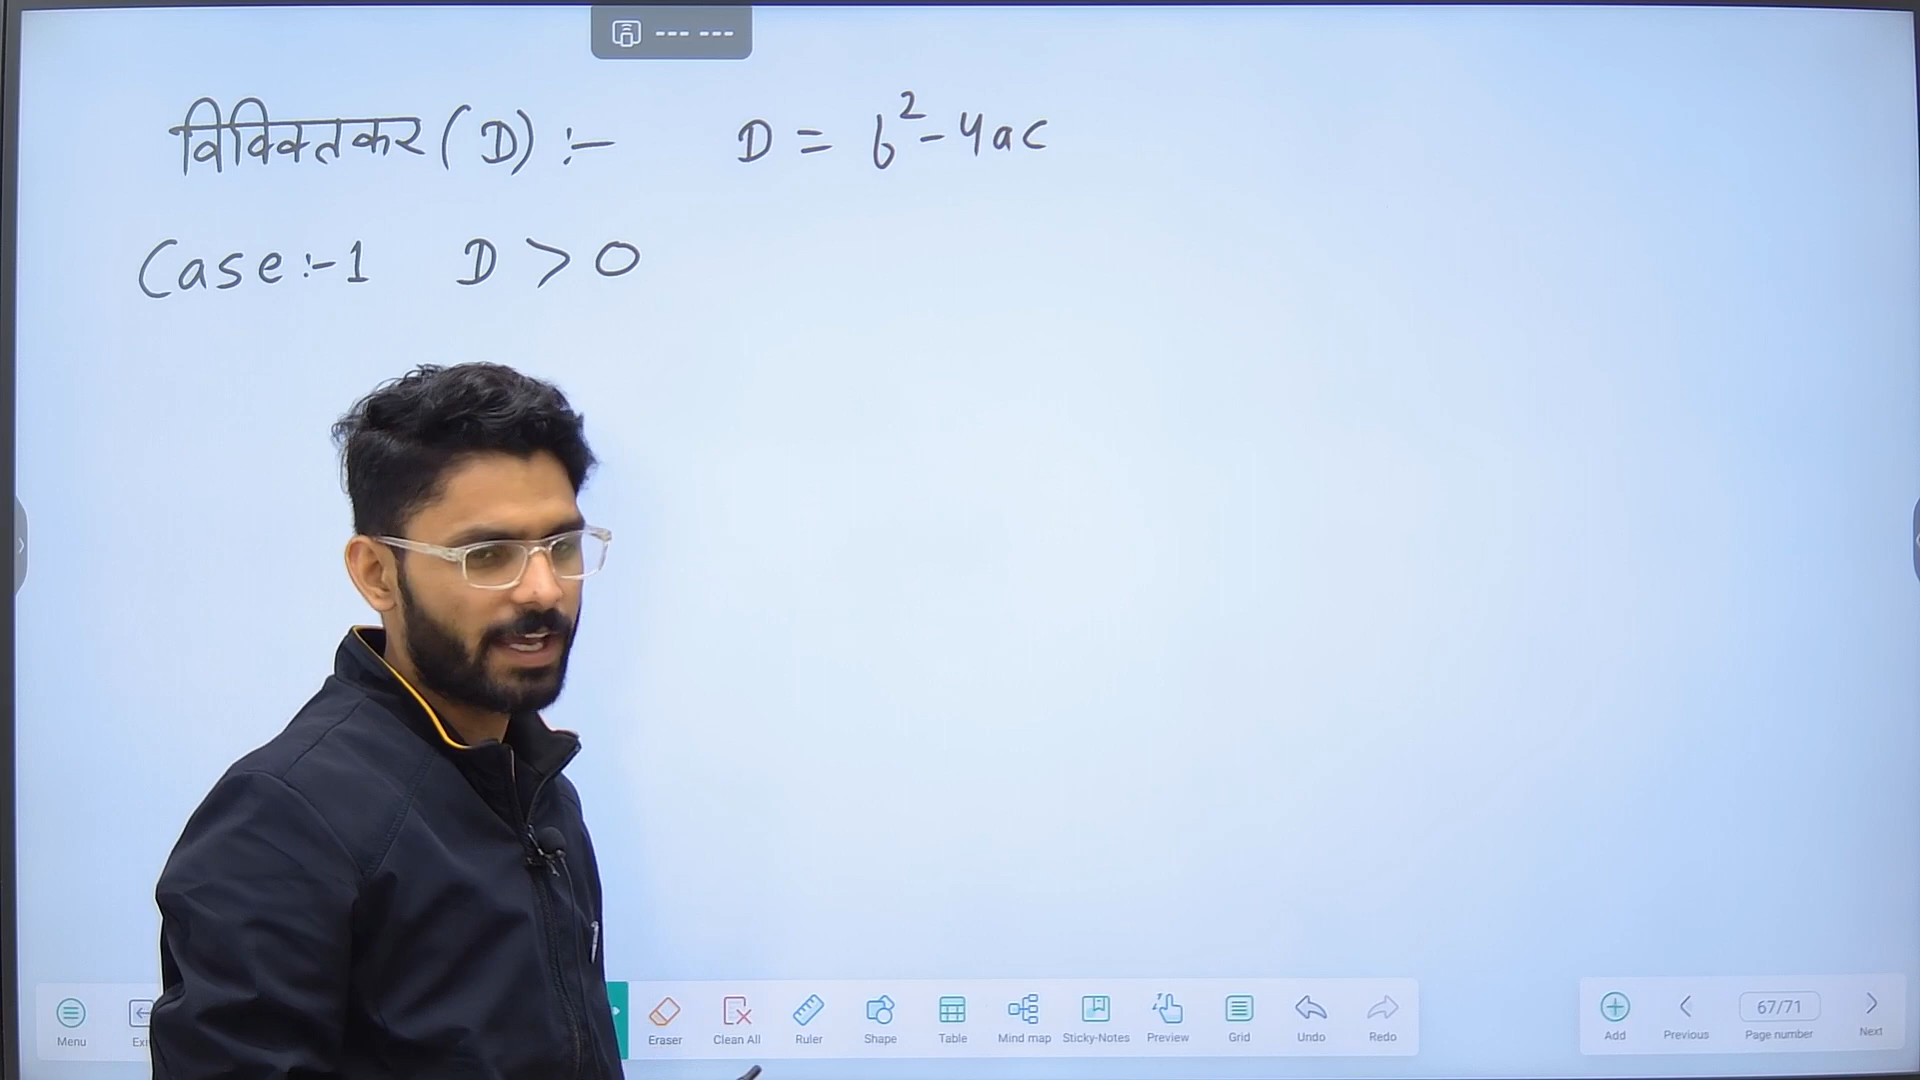 विविक्तिकर (D) :- D = b² - 4ac
Case :- 1 D > 0
Menu Eraser Clean All Ruler Shape Table Mind map Sticky-Notes Preview Grid Undo Redo Add Previous 67/71 Page number Next